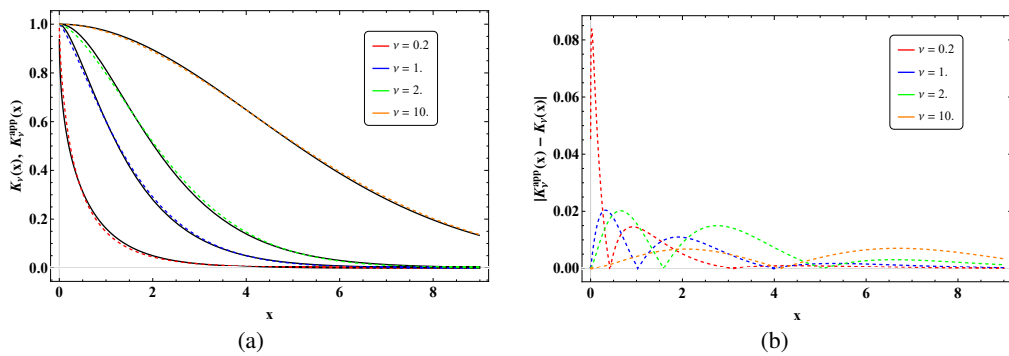 K_ν(x), K_ν^app(x)
1.0
0.8
0.6
0.4
0.2
0.0
0
2
4
6
8
x
ν = 0.2
ν = 1.
ν = 2.
ν = 10.
(a)
|K_ν^app(x) − K_ν(x)|
0.08
0.06
0.04
0.02
0.00
0
2
4
6
8
x
ν = 0.2
ν = 1.
ν = 2.
ν = 10.
(b)